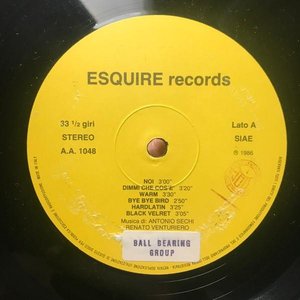 ESQUIRE records
33 ½ giri
STEREO
A.A. 1048
Lato A
SIAE
℗ 1986
NOI 3'00"
DIMMI CHE COS'È 3'20"
WARM 3'30"
BYE BYE BIRD 2'50"
HARDLATIN 3'25"
BLACK VELRET 3'05"
Musica di: ANTONIO SECHI
RENATO VENTURIERO
BALL BEARING
GROUP